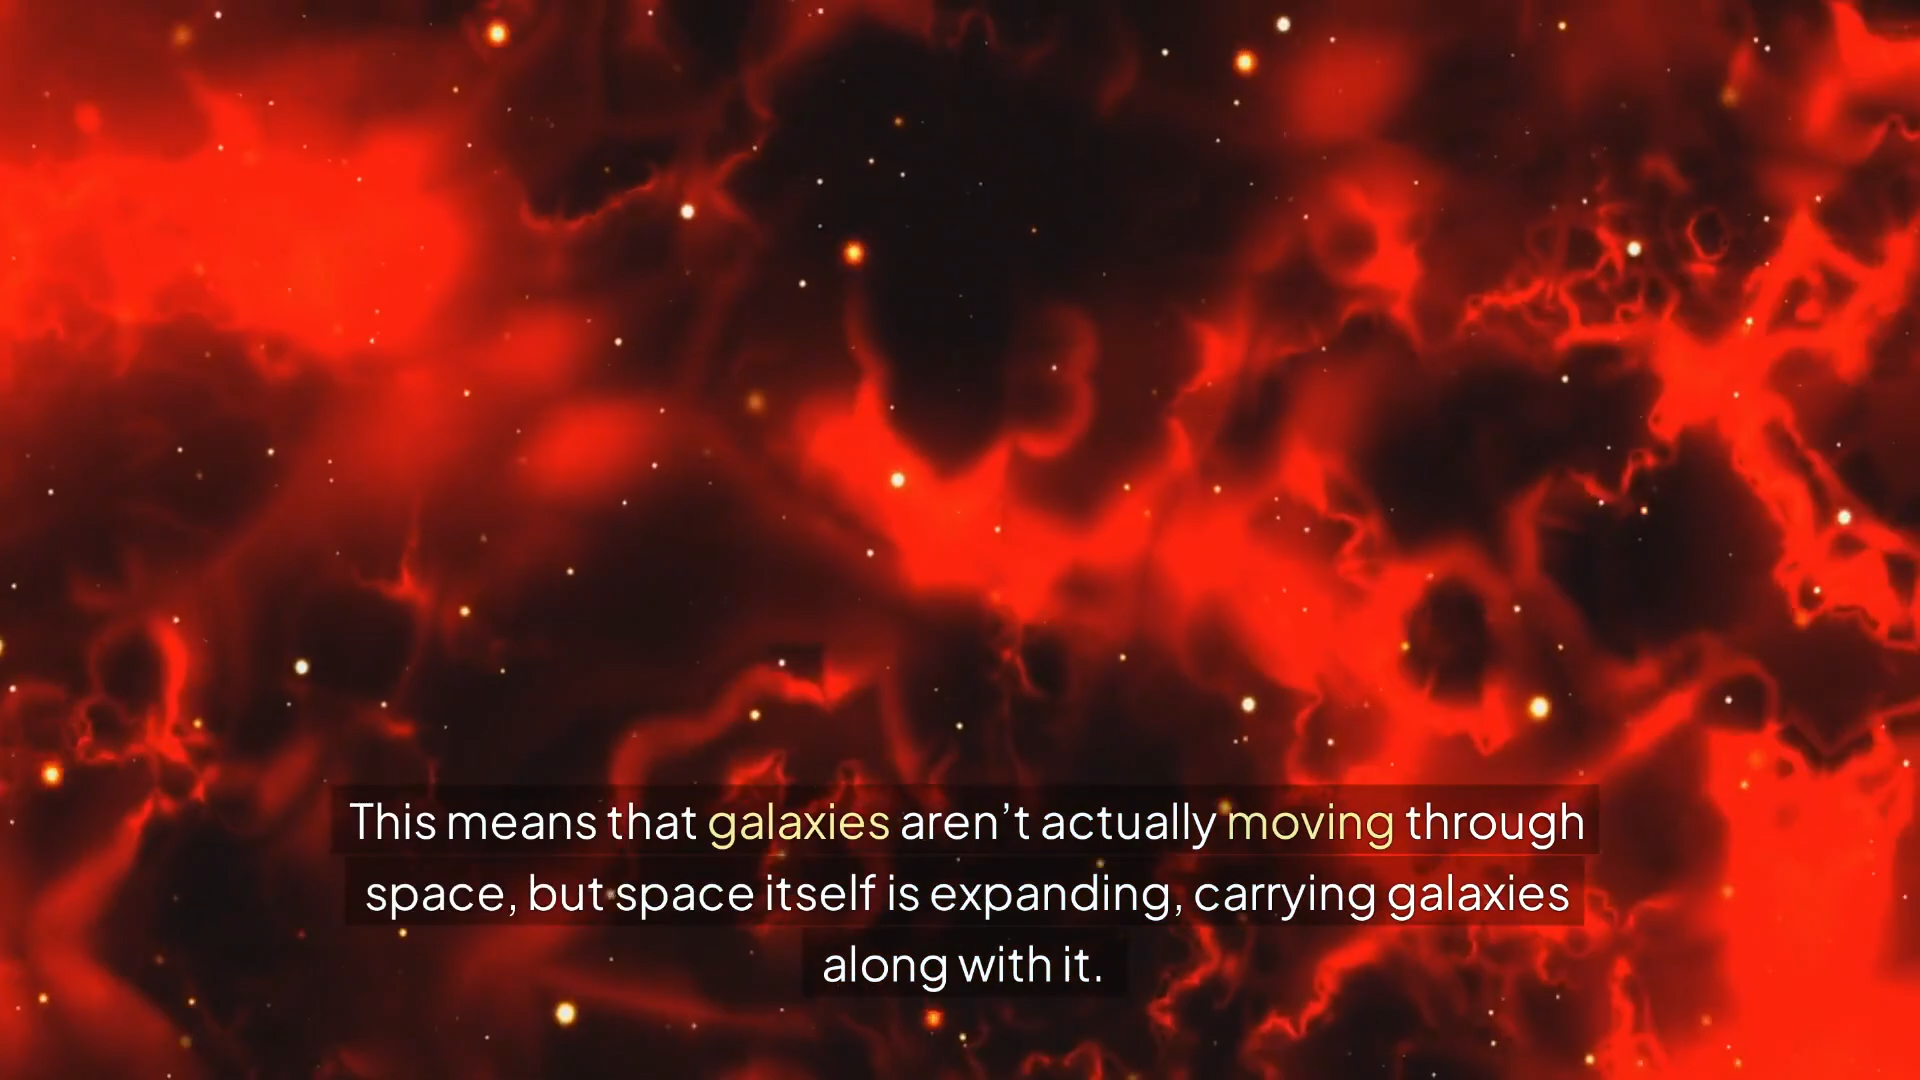 This means that galaxies aren’t actually moving through
space, but space itself is expanding, carrying galaxies
along with it.